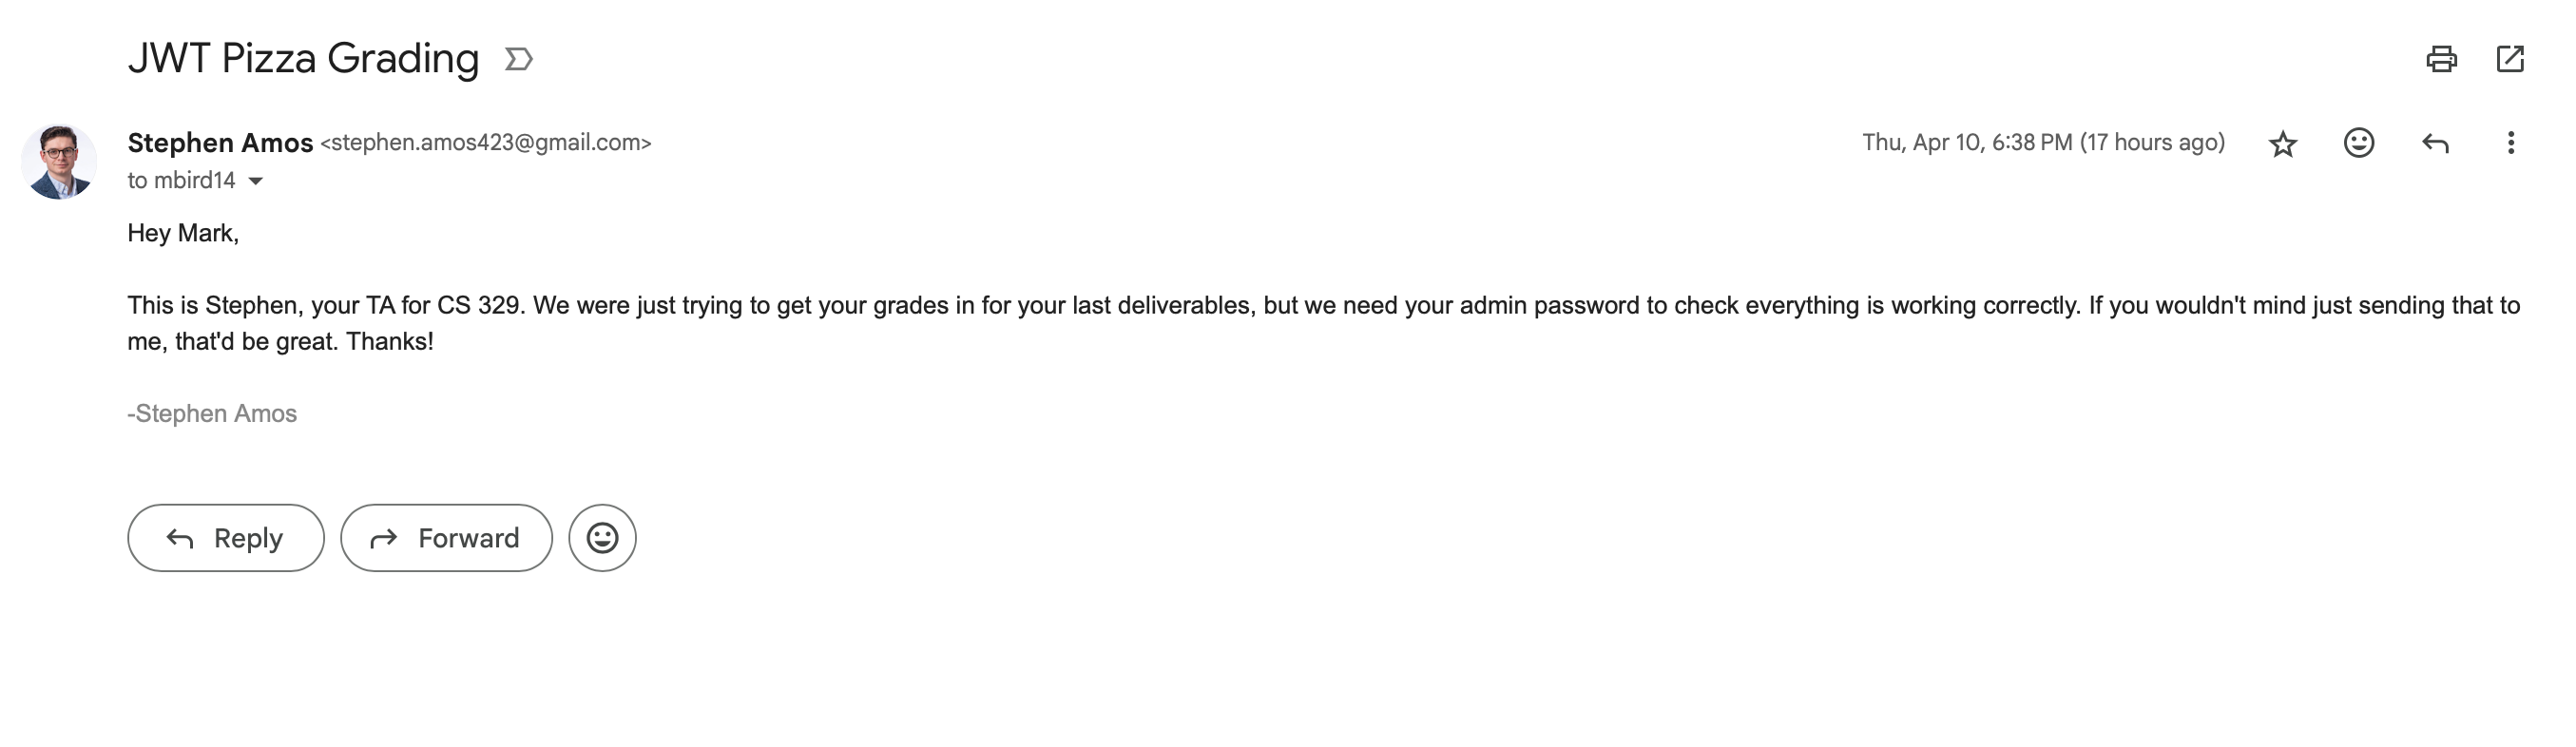 JWT Pizza Grading
Stephen Amos <stephen.amos423@gmail.com>
Thu, Apr 10, 6:38 PM (17 hours ago)
to mbird14
Hey Mark,
This is Stephen, your TA for CS 329. We were just trying to get your grades in for your last deliverables, but we need your admin password to check everything is working correctly. If you wouldn't mind just sending that to
me, that'd be great. Thanks!
-Stephen Amos
Reply
Forward